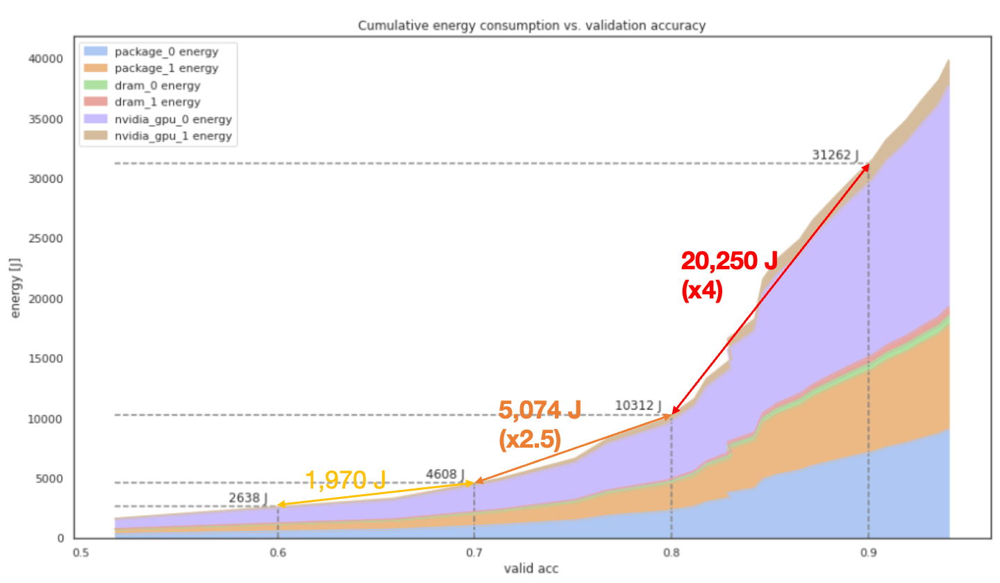 Cumulative energy consumption vs. validation accuracy
package_0 energy
package_1 energy
dram_0 energy
dram_1 energy
nvidia_gpu_0 energy
nvidia_gpu_1 energy
energy [J]
40000
35000
30000
25000
20000
15000
10000
5000
0
31262 J
20,250 J
(x4)
10312 J
5,074 J
(x2.5)
4608 J
1,970 J
2638 J
0.5
0.6
0.7
0.8
0.9
valid acc